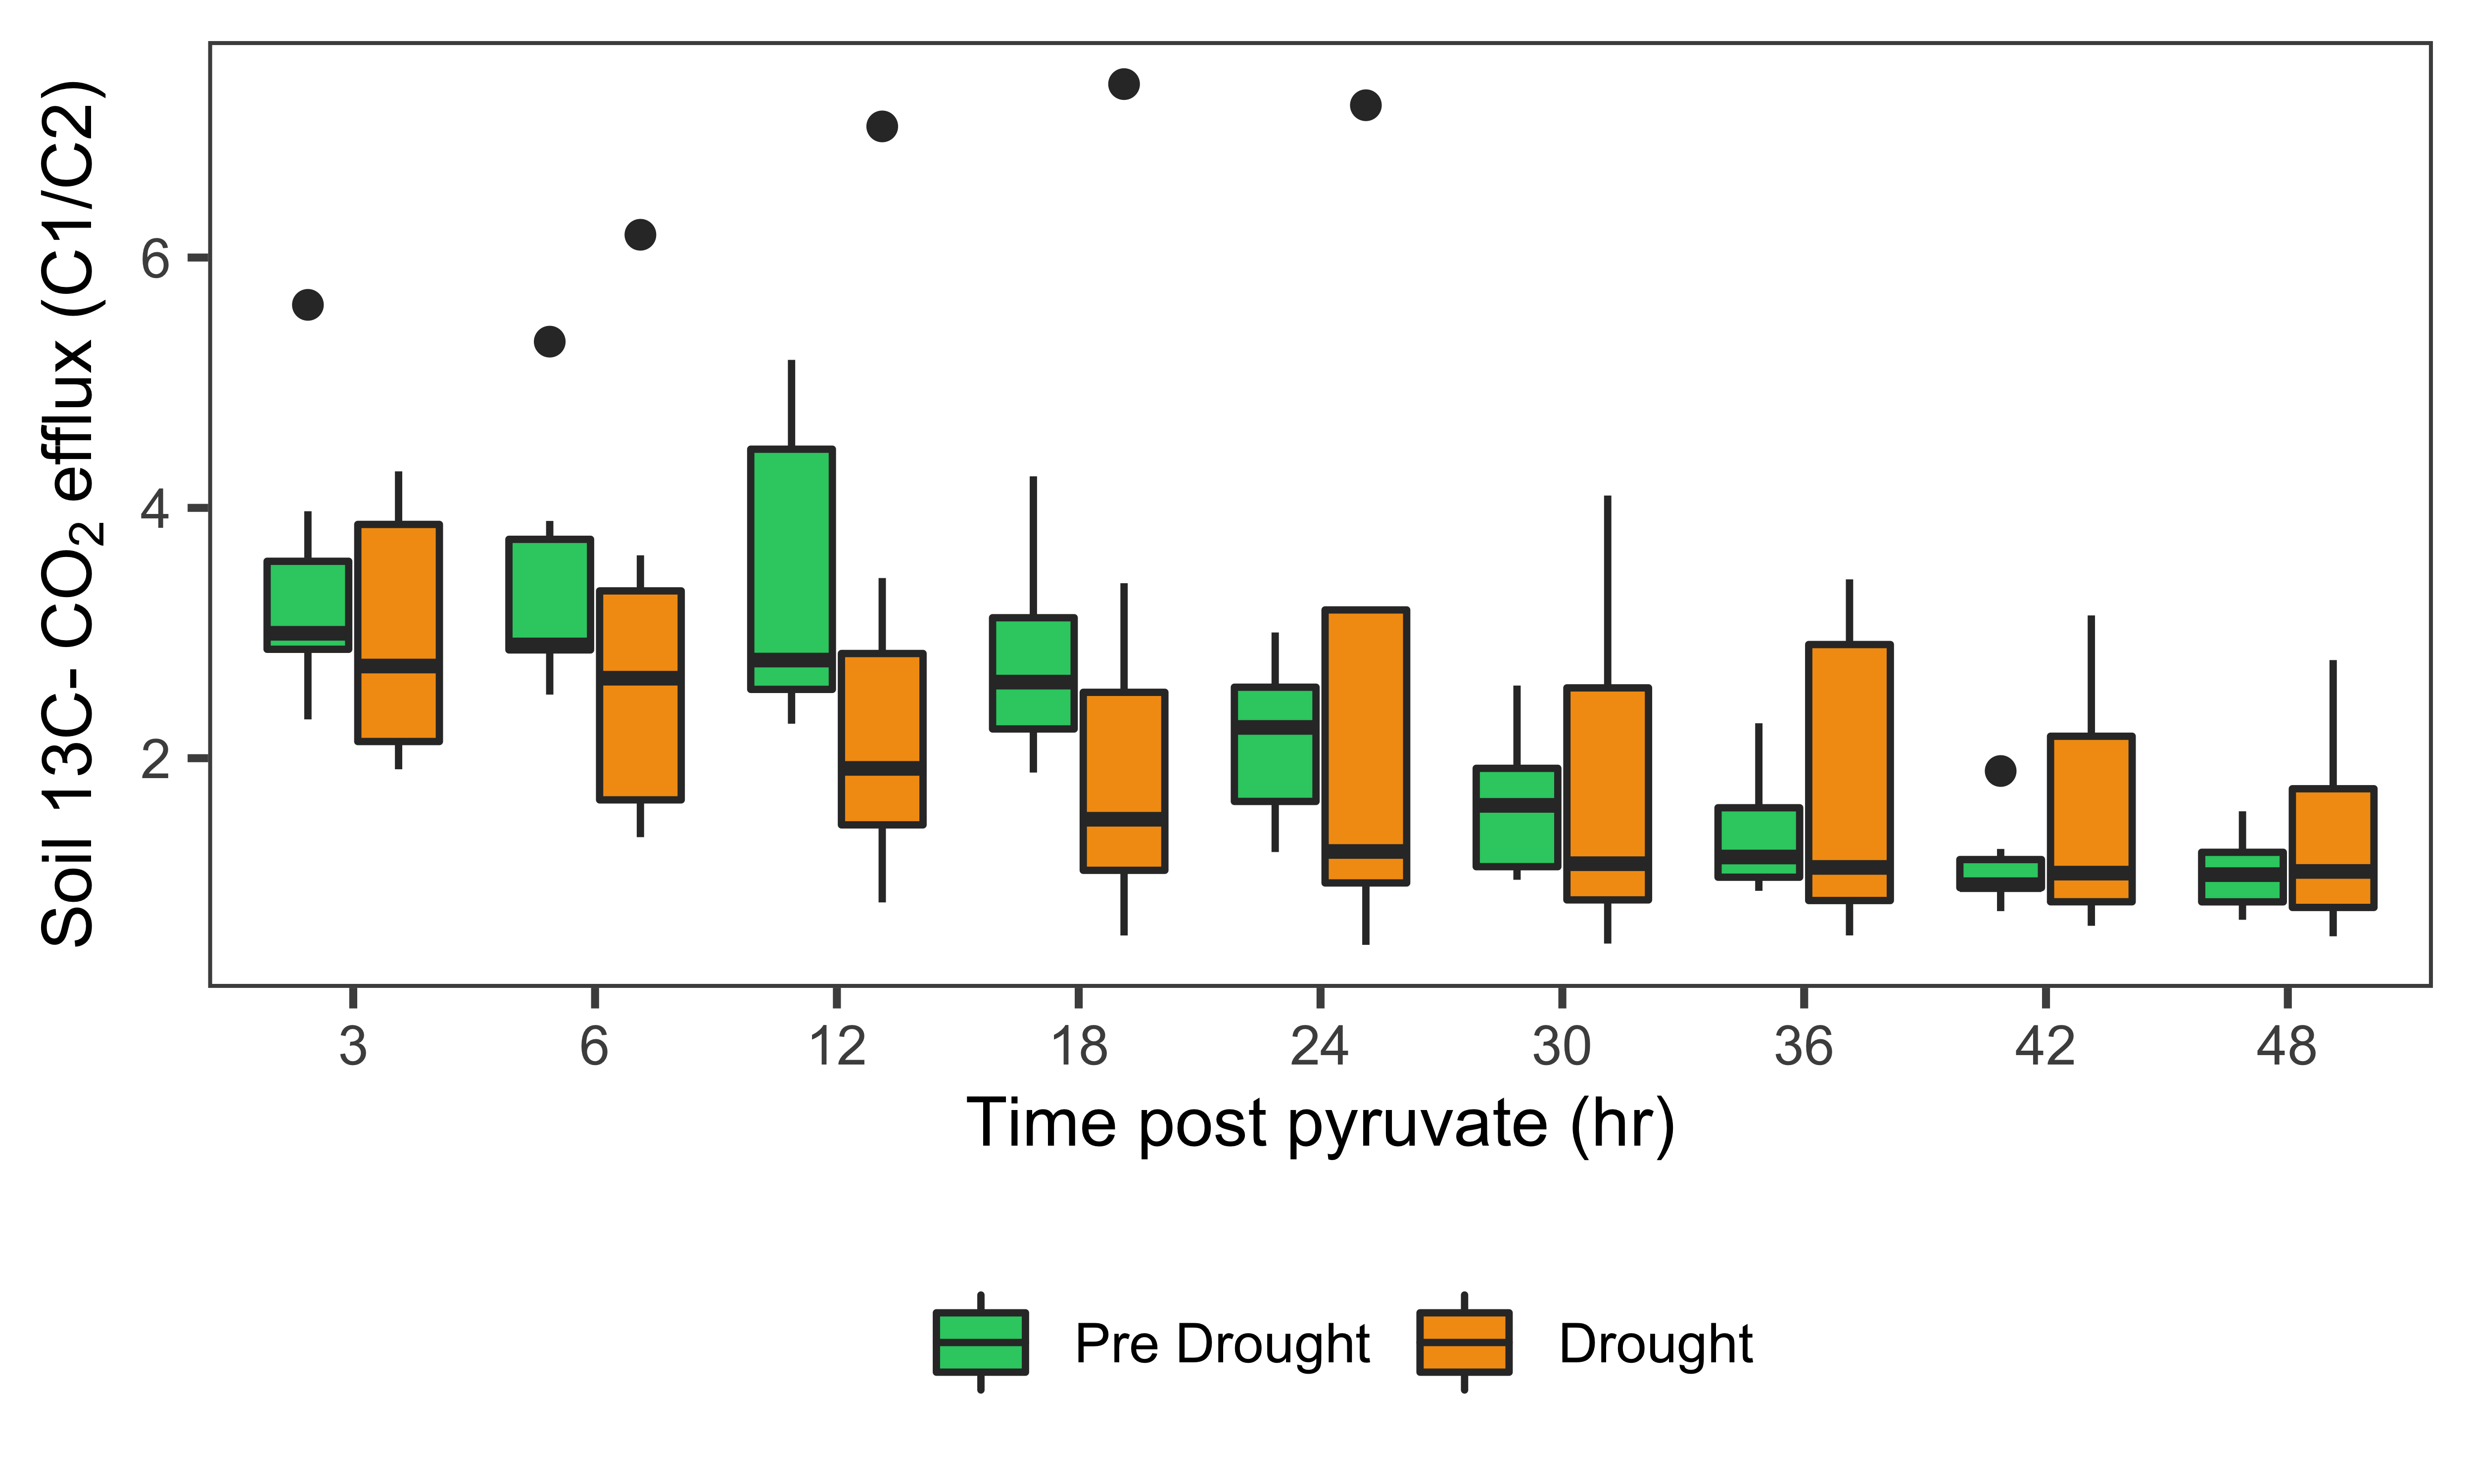 Soil 13C- CO₂ efflux (C1/C2)
6
4
2
3 6 12 18 24 30 36 42 48
Time post pyruvate (hr)
Pre Drought Drought